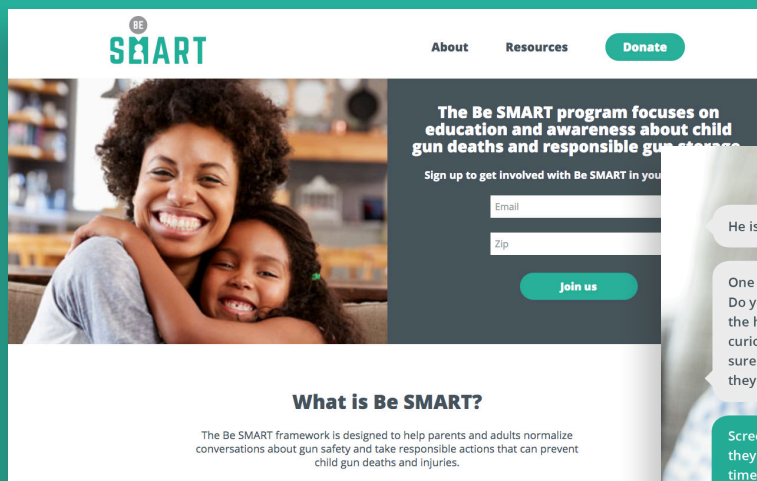 BE
SMART
About Resources Donate
The Be SMART program focuses on
education and awareness about child
gun deaths and responsible gun storage
Sign up to get involved with Be SMART in you
Email
Zip
Join us
What is Be SMART?
The Be SMART framework is designed to help parents and adults normalize
conversations about gun safety and take responsible actions that can prevent
child gun deaths and injuries.
He is
One
Do y
the h
curio
sure
they
Scree
they
time